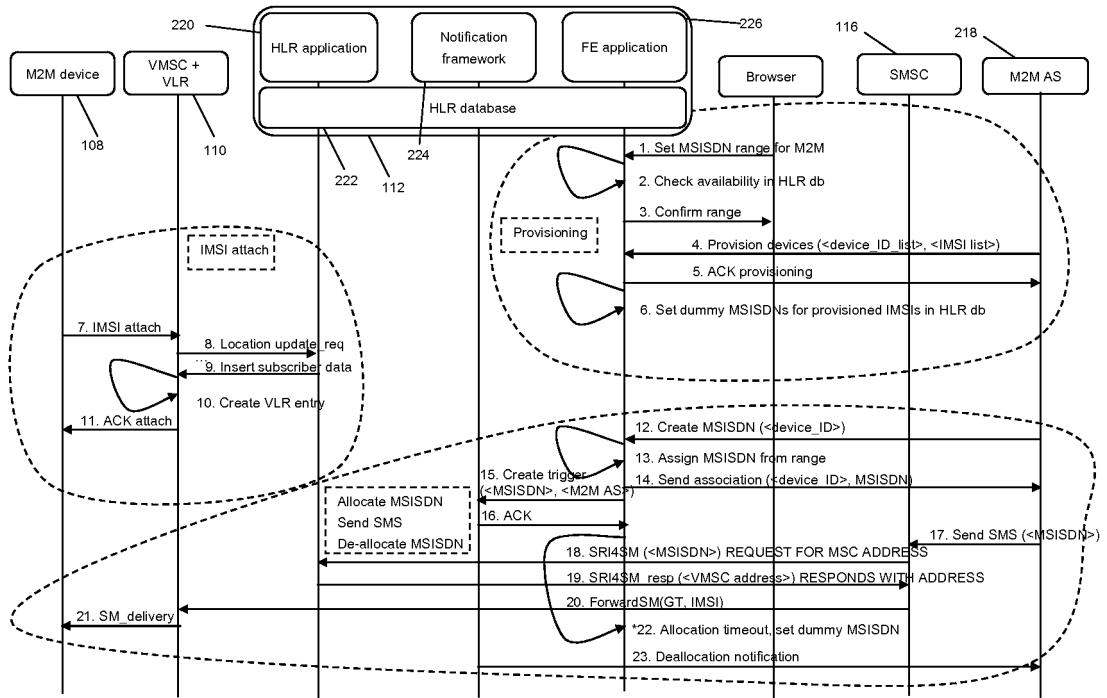 220
226
116
218
HLR application
Notification
framework
FE application
M2M device
VMSC +
VLR
Browser
SMSC
M2M AS
HLR database
108
110
222
112
224
1. Set MSISDN range for M2M
2. Check availability in HLR db
3. Confirm range
Provisioning
4. Provision devices (<device_ID_list>, <IMSI list>)
5. ACK provisioning
6. Set dummy MSISDNs for provisioned IMSIs in HLR db
IMSI attach
7. IMSI attach
8. Location update_req
...
9. Insert subscriber data
10. Create VLR entry
11. ACK attach
12. Create MSISDN (<device_ID>)
13. Assign MSISDN from range
14. Send association (<device_ID>, MSISDN)
15. Create trigger
(<MSISDN>, <M2M AS>)
16. ACK
Allocate MSISDN
Send SMS
De-allocate MSISDN
17. Send SMS (<MSISDN>)
18. SRI4SM (<MSISDN>) REQUEST FOR MSC ADDRESS
19. SRI4SM_resp (<VMSC address>) RESPONDS WITH ADDRESS
20. ForwardSM(GT, IMSI)
21. SM_delivery
*22. Allocation timeout, set dummy MSISDN
23. Deallocation notification